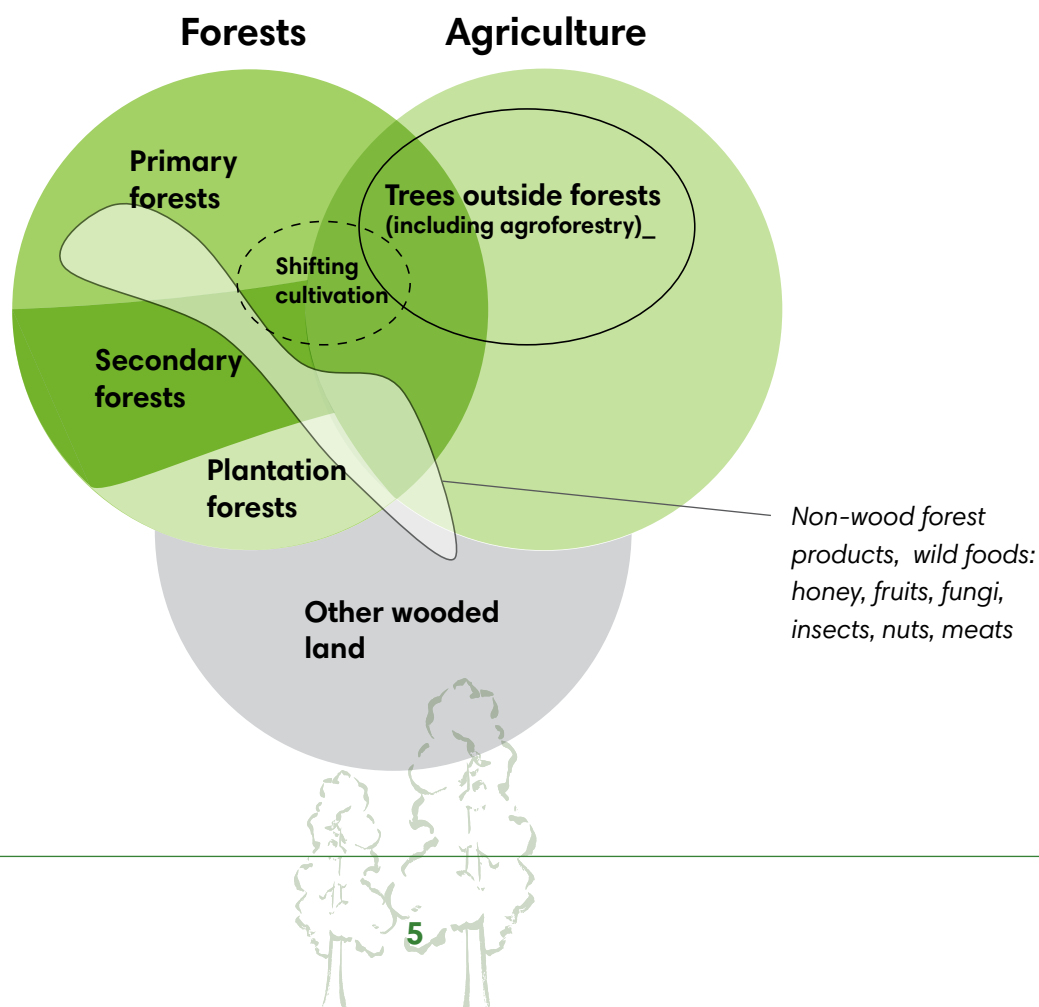 Forests
Agriculture
Primary
forests
Trees outside forests
(including agroforestry)_
Shifting
cultivation
Secondary
forests
Plantation
forests
Non-wood forest
products,  wild foods:
honey, fruits, fungi,
insects, nuts, meats
Other wooded
land
5